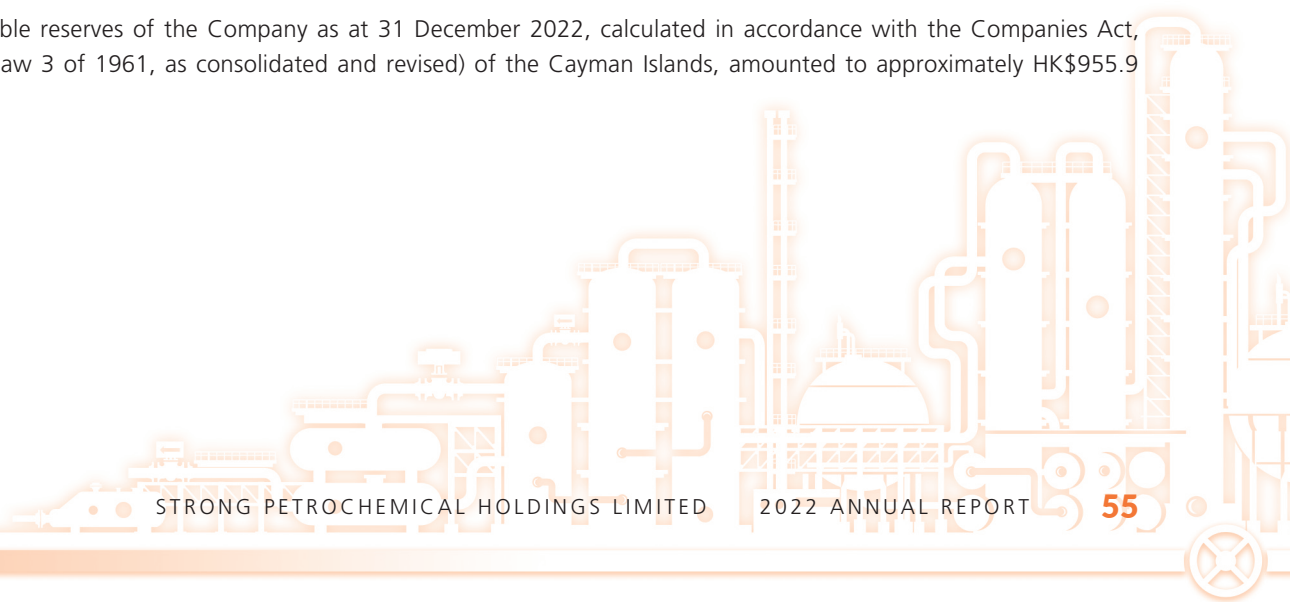 reserves of the Company as at 31 December 2022, calculated in accordance with the Companies Act,
3 of 1961, as consolidated and revised) of the Cayman Islands, amounted to approximately HK$955.9
STRONG PETROCHEMICAL HOLDINGS LIMITED 2022 ANNUAL REPORT 55